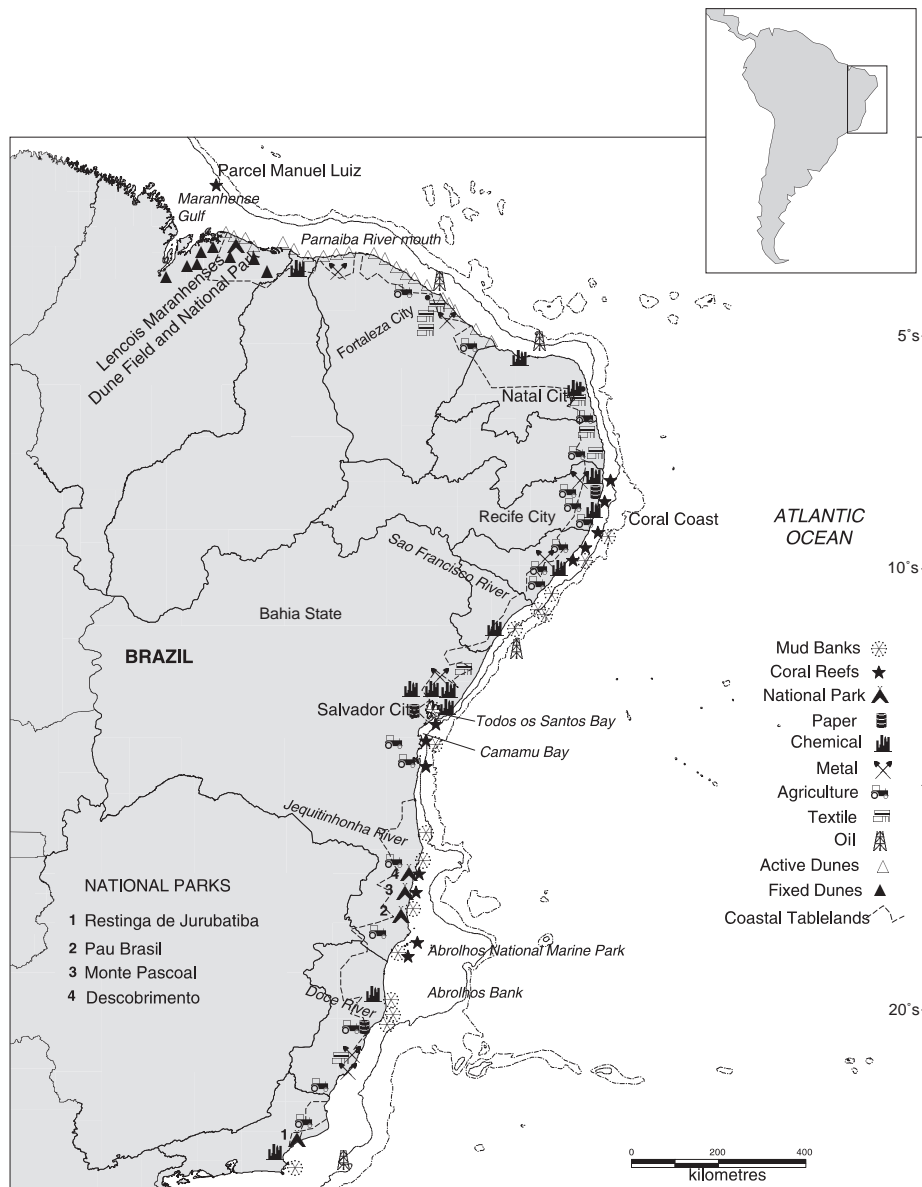 Parcel Manuel Luiz
Maranhense
Gulf
Parnaiba River mouth
Lencois Maranhenses
Dune Field and National Park
Fortaleza City
5°s
Natal City
Recife City
Coral Coast
ATLANTIC
OCEAN
Sao Francisco River
10°s
Bahia State
BRAZIL
Mud Banks
Coral Reefs
National Park
Paper
Chemical
Metal
Agriculture
Textile
Oil
Active Dunes
Fixed Dunes
Coastal Tablelands
Salvador City
Todos os Santos Bay
Camamu Bay
Jequitinhonha River
4
3
2
NATIONAL PARKS
1 Restinga de Jurubatiba
2 Pau Brasil
3 Monte Pascoal
4 Descobrimento
Abrolhos National Marine Park
Abrolhos Bank
Doce River
20°s
1
0 200 400
kilometres